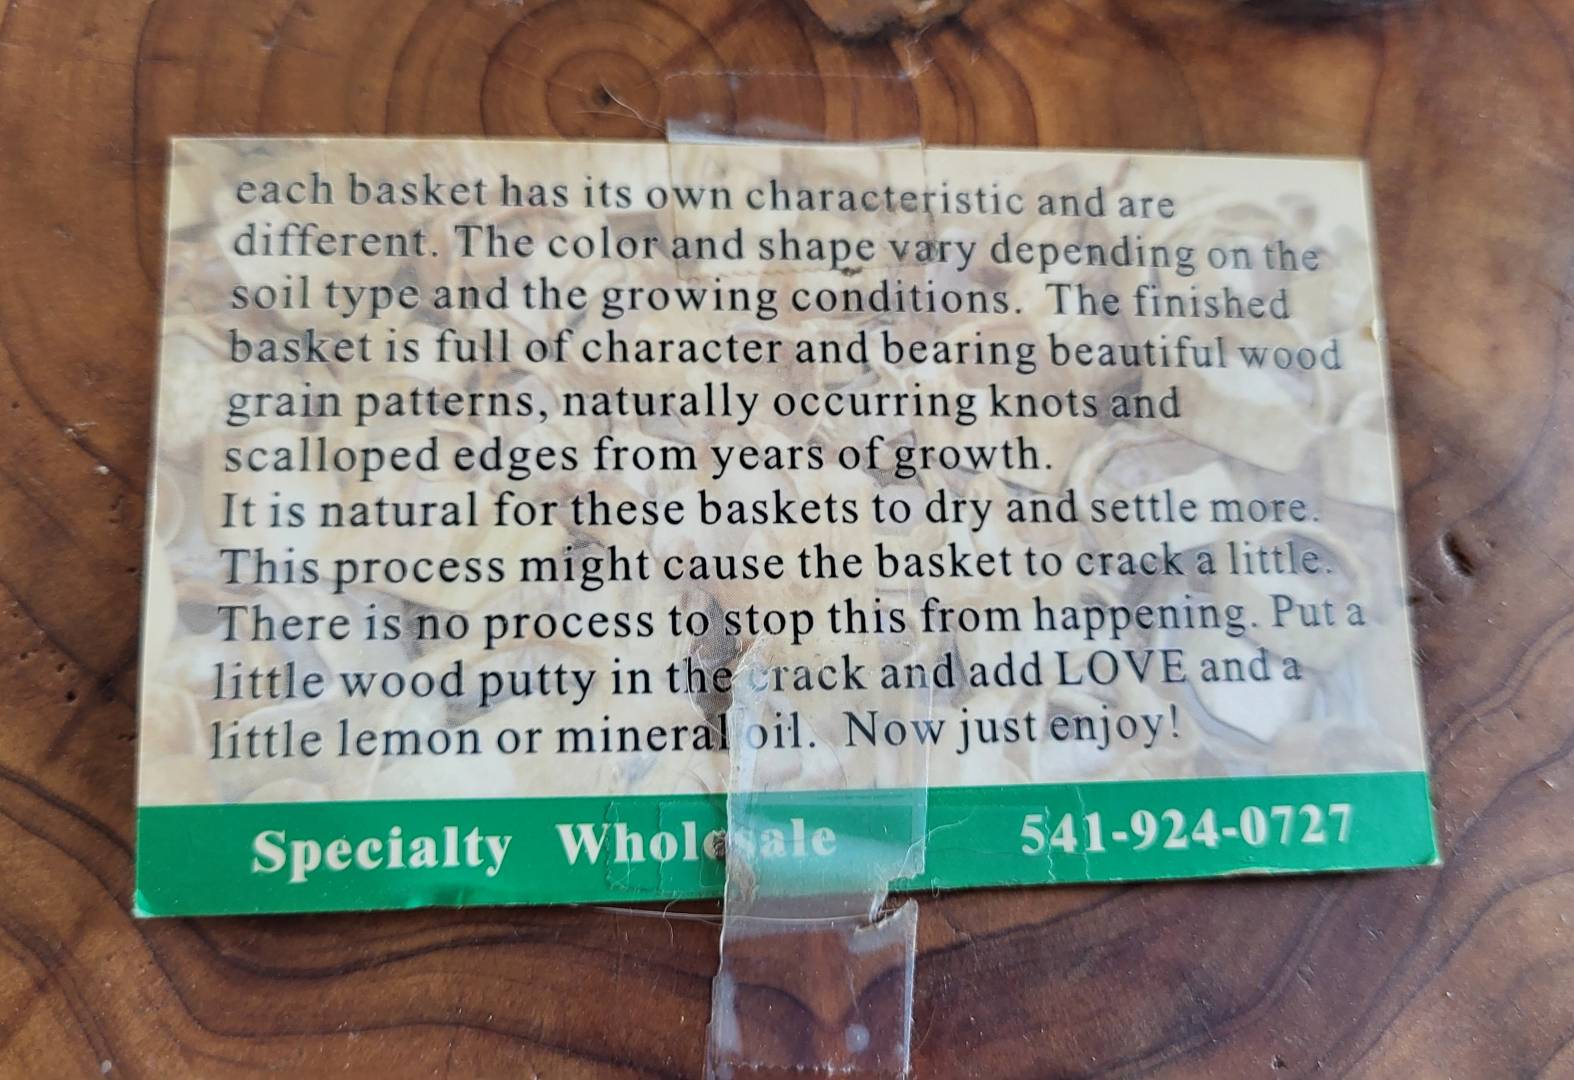 each basket has its own characteristic and are
different. The color and shape vary depending on the
soil type and the growing conditions. The finished
basket is full of character and bearing beautiful wood
grain patterns, naturally occurring knots and
scalloped edges from years of growth.
It is natural for these baskets to dry and settle more.
This process might cause the basket to crack a little.
There is no process to stop this from happening. Put a
little wood putty in the crack and add LOVE and a
little lemon or mineral oil. Now just enjoy!
Specialty Wholesale 541-924-0727